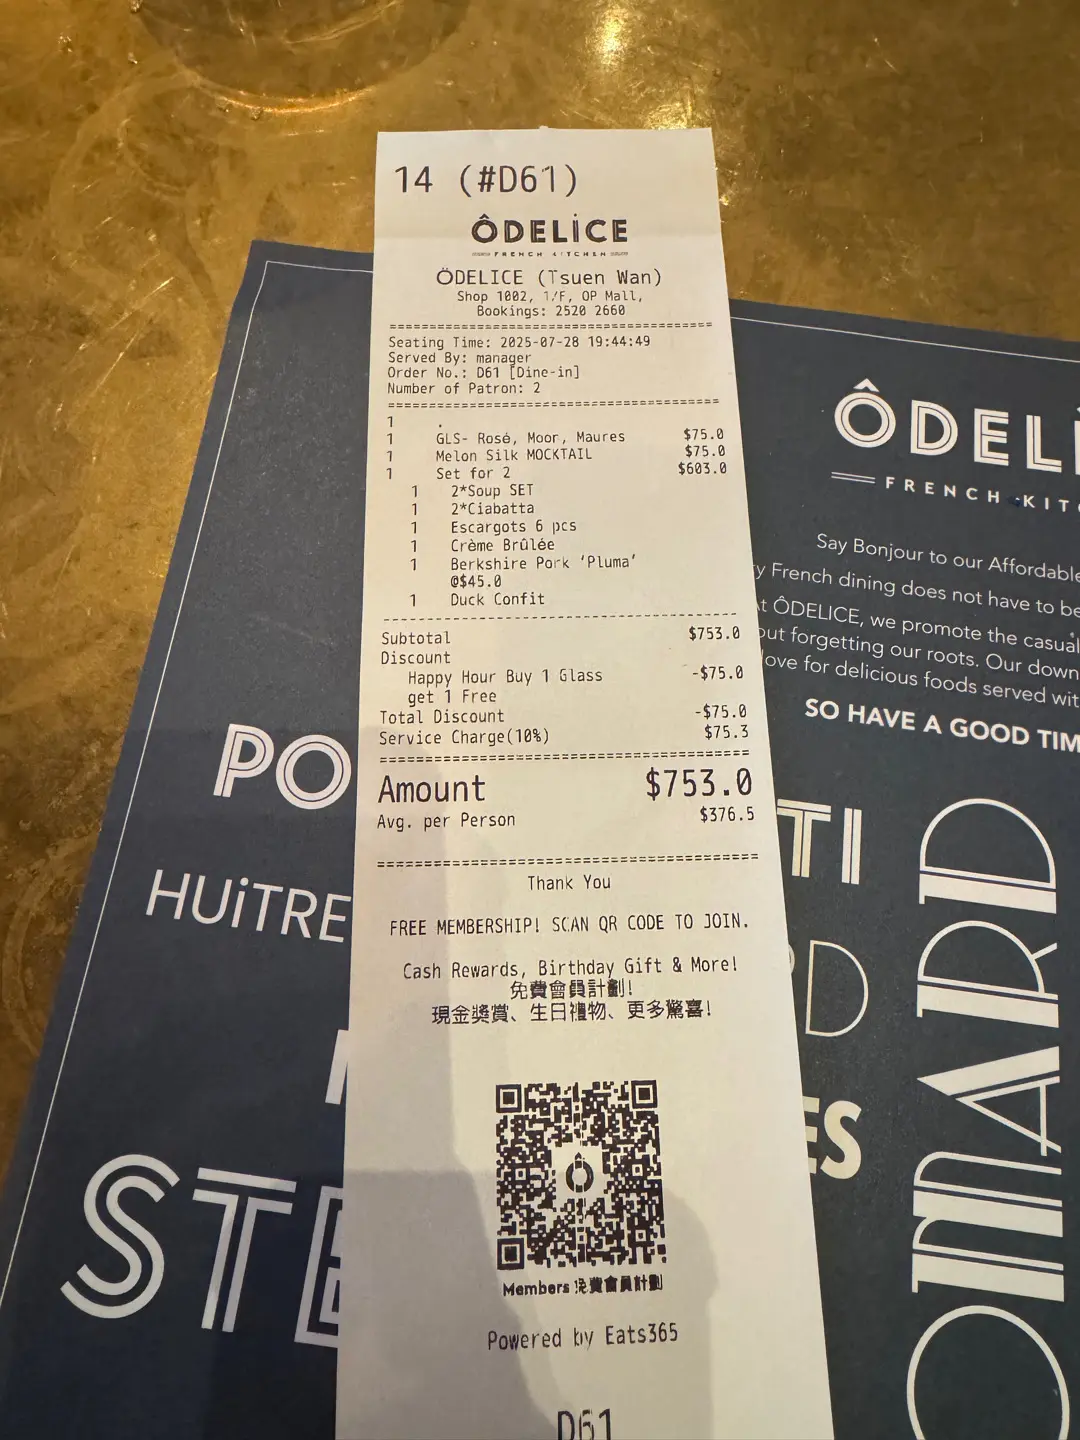 14 (#D61)
ÔDELICE
FRENCH KITCHEN
ÖDELICE (Tsuen Wan)
Shop 1002, 1/F, OP Mall,
Bookings: 2520 2660
========================================
Seating Time: 2025-07-28 19:44:49
Served By: manager
Order No.: D61 [Dine-in]
Number of Patron: 2
========================================
1 .
1 GLS- Rosé, Moor, Maures $75.0
1 Melon Silk MOCKTAIL $75.0
1 Set for 2 $603.0
1 2*Soup SET
1 2*Ciabatta
1 Escargots 6 pcs
1 Crème Brûlée
1 Berkshire Pork ‘Pluma’
@$45.0
1 Duck Confit
----------------------------------------
Subtotal $753.0
Discount
Happy Hour Buy 1 Glass -$75.0
get 1 Free
Total Discount -$75.0
Service Charge(10%) $75.3
========================================
Amount $753.0
Avg. per Person $376.5
========================================
Thank You
FREE MEMBERSHIP! SCAN QR CODE TO JOIN.
Cash Rewards, Birthday Gift & More!
免費會員計劃!
現金獎賞、生日禮物、更多驚喜!
Members 免費會員計劃
Powered by Eats365
D61
ÔDELI
FRENCH KIT
Say Bonjour to our Affordable
y French dining does not have to be
t ÔDELICE, we promote the casual
out forgetting our roots. Our down
love for delicious foods served wit
SO HAVE A GOOD TIM
PO
TI
HUiTRE
RD
ES
STE
OMARD